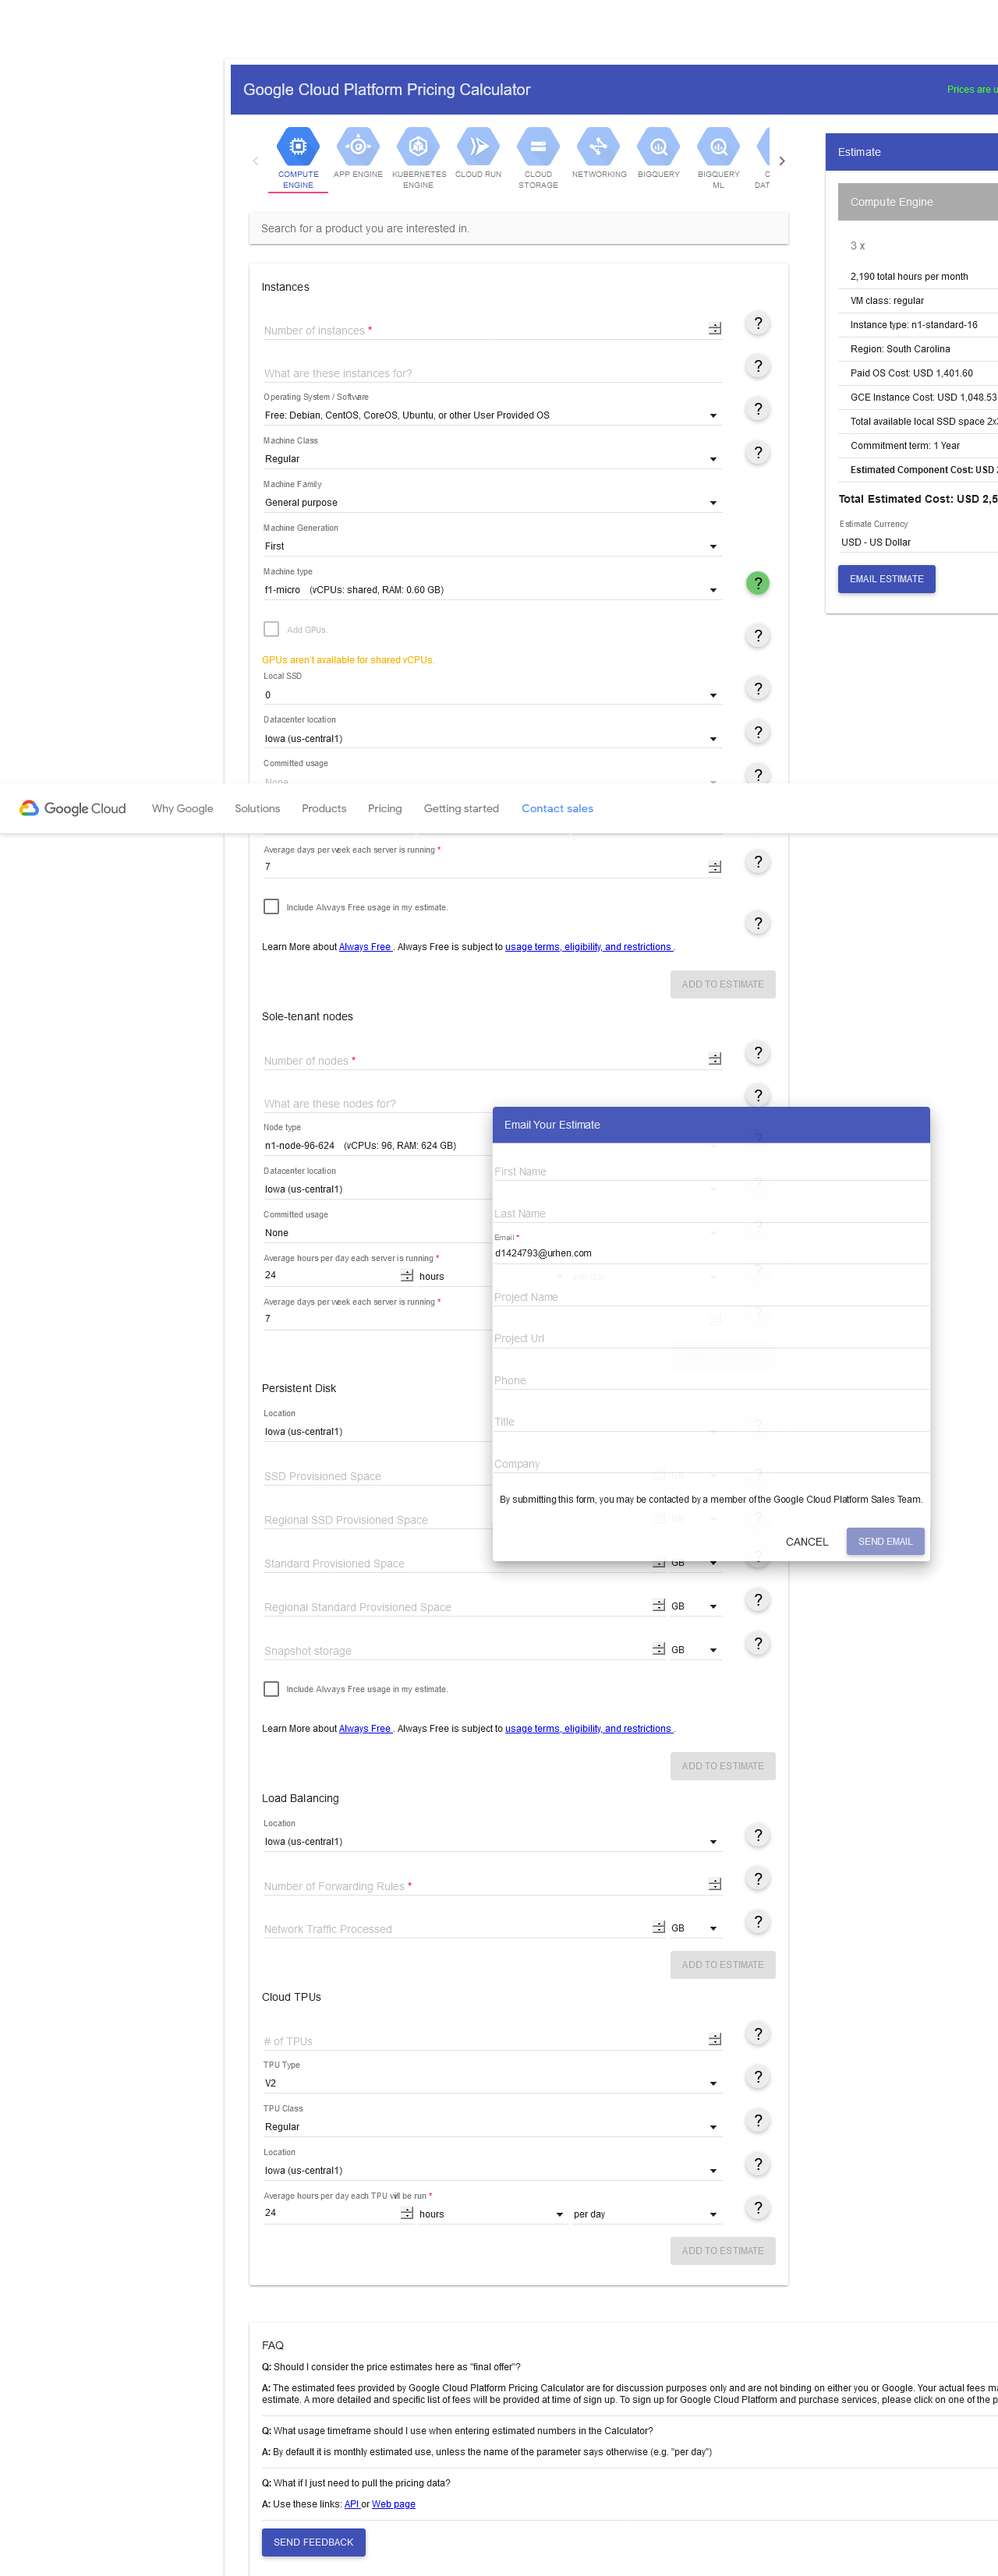 Google Cloud Platform Pricing Calculator
Prices are u
COMPUTE ENGINE
APP ENGINE
KUBERNETES ENGINE
CLOUD RUN
CLOUD STORAGE
NETWORKING
BIGQUERY
BIGQUERY ML
C
DAT
Search for a product you are interested in.
Instances
Number of instances *
?
What are these instances for?
?
Operating System / Software
Free: Debian, CentOS, CoreOS, Ubuntu, or other User Provided OS
?
Machine Class
Regular
?
Machine Family
General purpose
Machine Generation
First
Machine type
f1-micro (vCPUs: shared, RAM: 0.60 GB)
?
Add GPUs.
?
GPUs aren't available for shared vCPUs.
Local SSD
0
?
Datacenter location
Iowa (us-central1)
?
Committed usage
None
?
Estimate
Compute Engine
3 x
2,190 total hours per month
VM class: regular
Instance type: n1-standard-16
Region: South Carolina
Paid OS Cost: USD 1,401.60
GCE Instance Cost: USD 1,048.53
Total available local SSD space 2x
Commitment term: 1 Year
Estimated Component Cost: USD
Total Estimated Cost: USD 2,5
Estimate Currency
USD - US Dollar
EMAIL ESTIMATE
Google Cloud
Why Google
Solutions
Products
Pricing
Getting started
Contact sales
Average days per week each server is running *
7
?
Include Always Free usage in my estimate.
?
Learn More about Always Free . Always Free is subject to usage terms, eligibility, and restrictions .
ADD TO ESTIMATE
Sole-tenant nodes
Number of nodes *
?
What are these nodes for?
?
Node type
n1-node-96-624 (vCPUs: 96, RAM: 624 GB)
Datacenter location
Iowa (us-central1)
Committed usage
None
Average hours per day each server is running *
24
hours
per day
Average days per week each server is running *
7
Email Your Estimate
First Name
Last Name
Email *
d1424793@urhen.com
Project Name
Project Url
Phone
Title
Company
By submitting this form, you may be contacted by a member of the Google Cloud Platform Sales Team.
CANCEL
SEND EMAIL
Persistent Disk
Location
Iowa (us-central1)
SSD Provisioned Space
GB
Regional SSD Provisioned Space
GB
Standard Provisioned Space
GB
Regional Standard Provisioned Space
GB
?
Snapshot storage
GB
?
Include Always Free usage in my estimate.
Learn More about Always Free . Always Free is subject to usage terms, eligibility, and restrictions .
ADD TO ESTIMATE
Load Balancing
Location
Iowa (us-central1)
?
Number of Forwarding Rules *
?
Network Traffic Processed
GB
?
ADD TO ESTIMATE
Cloud TPUs
# of TPUs
?
TPU Type
V2
?
TPU Class
Regular
?
Location
Iowa (us-central1)
?
Average hours per day each TPU will be run *
24
hours
per day
?
ADD TO ESTIMATE
FAQ
Q: Should I consider the price estimates here as "final offer"?
A: The estimated fees provided by Google Cloud Platform Pricing Calculator are for discussion purposes only and are not binding on either you or Google. Your actual fees ma
estimate. A more detailed and specific list of fees will be provided at time of sign up. To sign up for Google Cloud Platform and purchase services, please click on one of the p
Q: What usage timeframe should I use when entering estimated numbers in the Calculator?
A: By default it is monthly estimated use, unless the name of the parameter says otherwise (e.g. "per day")
Q: What if I just need to pull the pricing data?
A: Use these links: API or Web page
SEND FEEDBACK